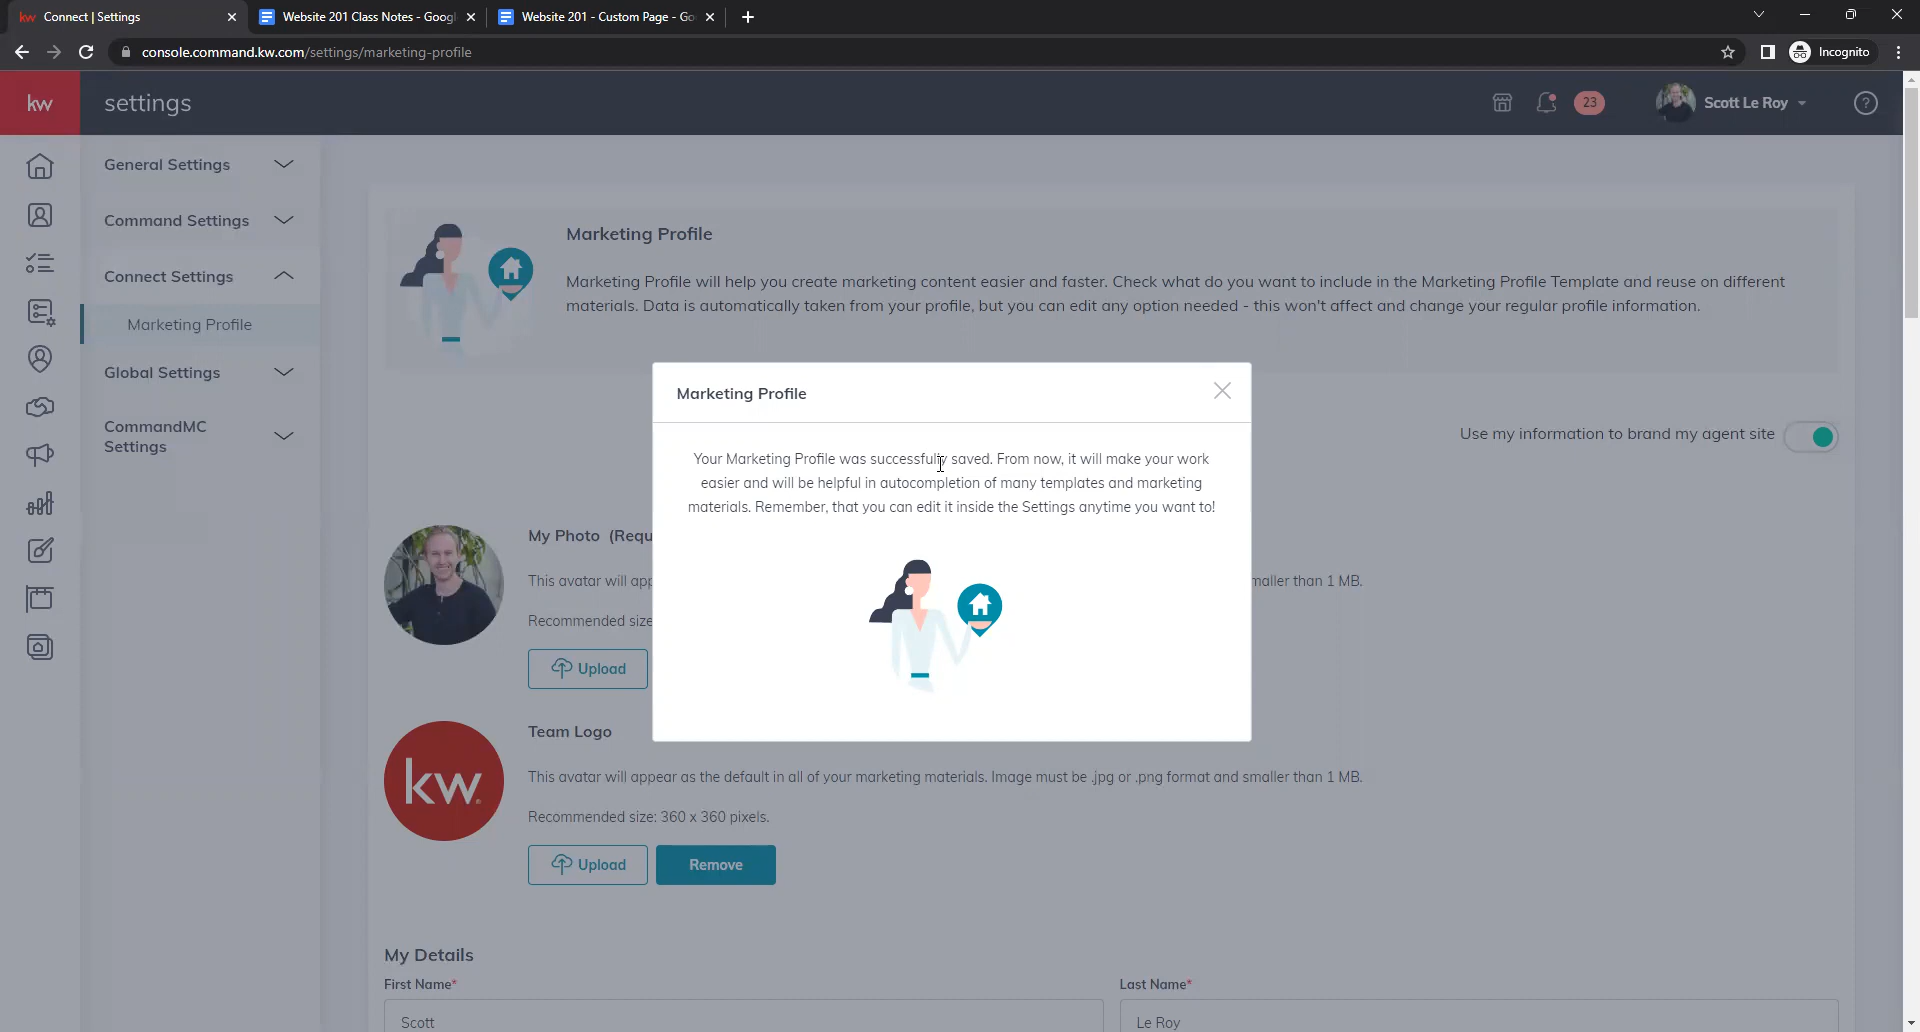 kw Connect | Settings
Website 201 Class Notes - Googl
Website 201 - Custom Page - Go
console.command.kw.com/settings/marketing-profile
Incognito
kw
settings
23
Scott Le Roy
?
General Settings
Command Settings
Connect Settings
Marketing Profile
Global Settings
CommandMC
Settings
Marketing Profile
Marketing Profile will help you create marketing content easier and faster. Check what do you want to include in the Marketing Profile Template and reuse on different
materials. Data is automatically taken from your profile, but you can edit any option needed - this won't affect and change your regular profile information.
Use my information to brand my agent site
Marketing Profile
Your Marketing Profile was successfully saved. From now, it will make your work
easier and will be helpful in autocompletion of many templates and marketing
materials. Remember, that you can edit it inside the Settings anytime you want to!
My Photo (Requ
This avatar will app
maller than 1 MB.
Recommended size
Upload
kw
Team Logo
This avatar will appear as the default in all of your marketing materials. Image must be .jpg or .png format and smaller than 1 MB.
Recommended size: 360 x 360 pixels.
Upload
Remove
My Details
First Name*
Last Name*
Scott
Le Roy